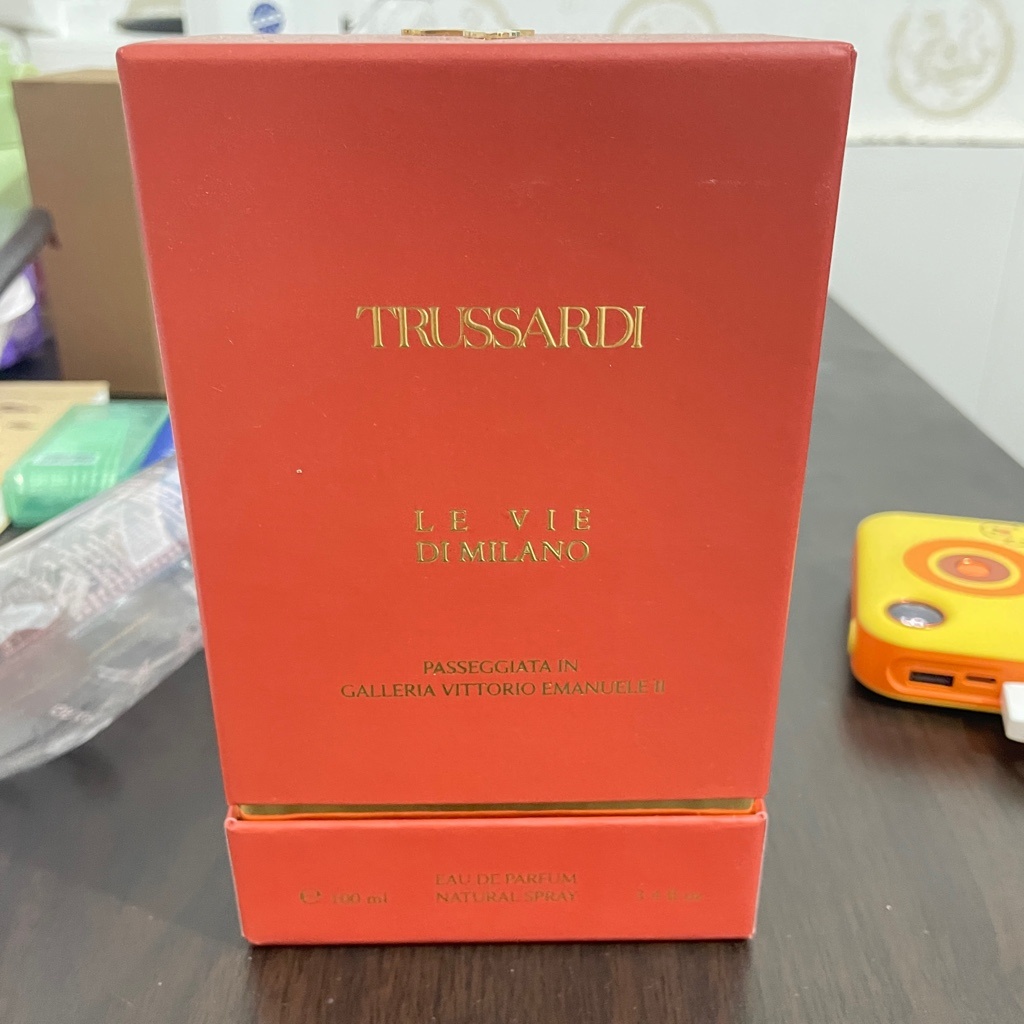 TRUSSARDI
LE VIE
DI MILANO
PASSEGGIATA IN
GALLERIA VITTORIO EMANUELE II
EAU DE PARFUM
℮ 100 ml NATURAL SPRAY